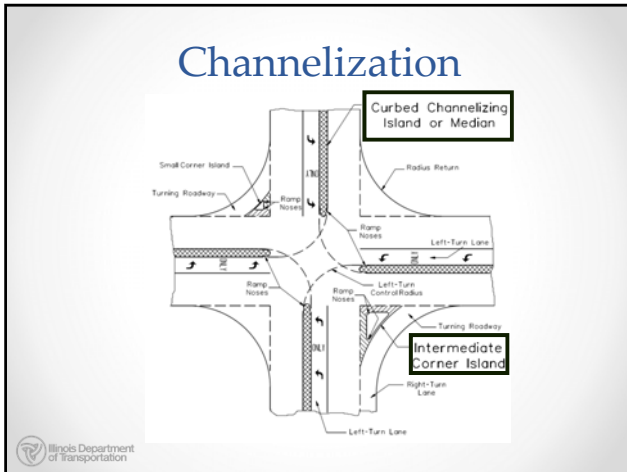 Channelization
Curbed Channelizing
Island or Median
Small Corner Island
Radius Return
Turning Roadway
ONLY
Ramp
Noses
Ramp
Noses
Left-Turn Lane
ONLY
ONLY
Ramp
Noses
Ramp
Noses
Left-Turn
Control Radius
Turning Roadway
ONLY
Intermediate
Corner Island
Right-Turn
Lane
Left-Turn Lane
Illinois Department
of Transportation